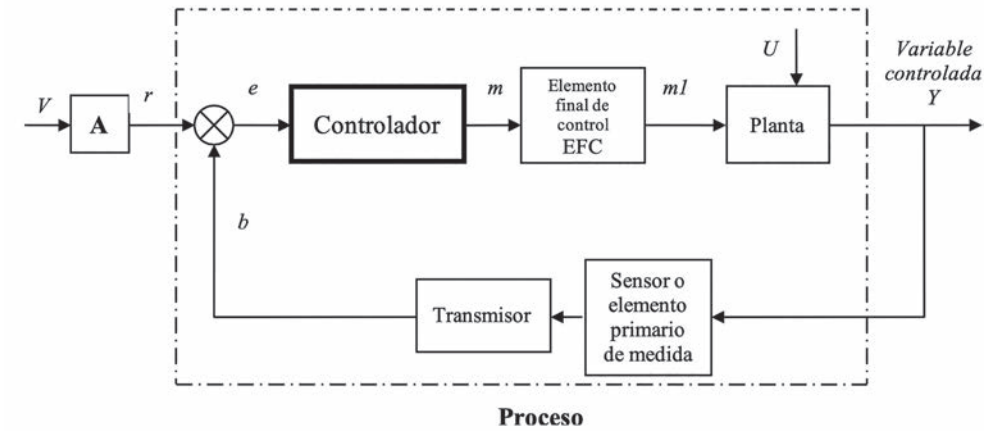 U
Variable
controlada
Y
V
A
r
e
Controlador
m
Elemento
final de
control
EFC
m1
Planta
b
Transmisor
Sensor o
elemento
primario
de medida
Proceso